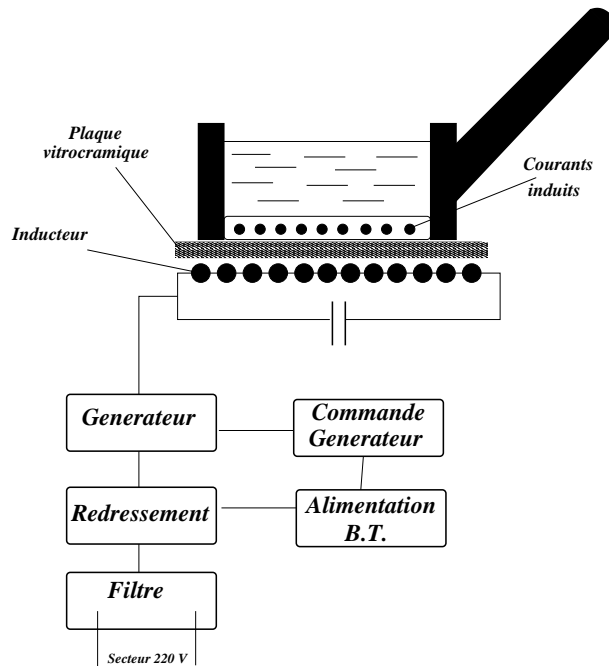 Plaque
vitrocramique
Courants
induits
Inducteur
Generateur
Commande
Generateur
Redressement
Alimentation
B.T.
Filtre
Secteur 220 V